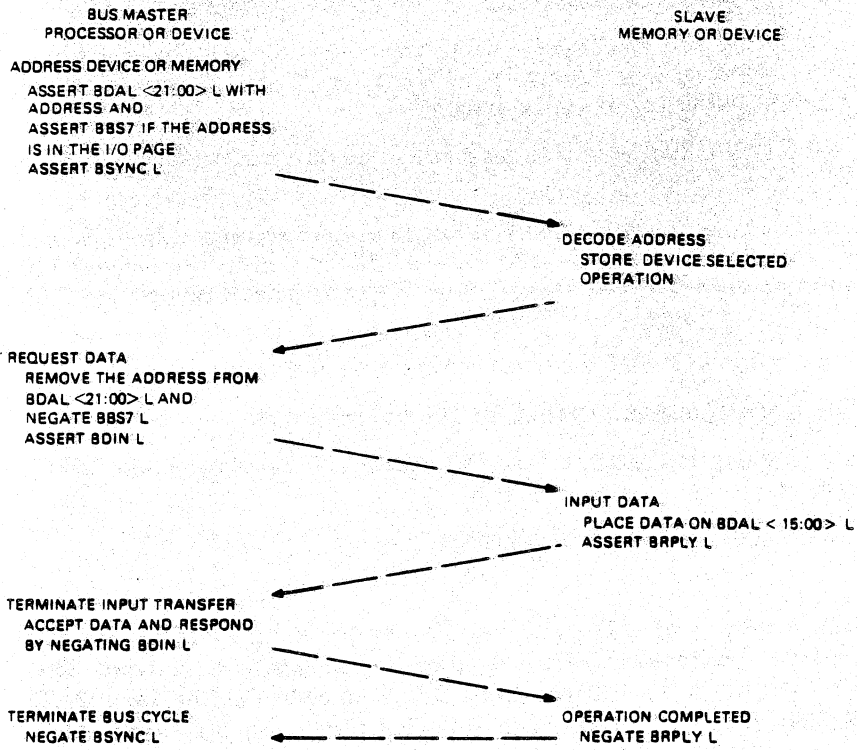 BUS MASTER
PROCESSOR OR DEVICE
SLAVE
MEMORY OR DEVICE
ADDRESS DEVICE OR MEMORY
ASSERT BDAL <21:00> L WITH
ADDRESS AND
ASSERT BBS7 IF THE ADDRESS
IS IN THE I/O PAGE
ASSERT BSYNC L
DECODE ADDRESS
STORE DEVICE SELECTED
OPERATION
REQUEST DATA
REMOVE THE ADDRESS FROM
BDAL <21:00> L AND
NEGATE BBS7 L
ASSERT BDIN L
INPUT DATA
PLACE DATA ON BDAL < 15:00> L
ASSERT BRPLY L
TERMINATE INPUT TRANSFER
ACCEPT DATA AND RESPOND
BY NEGATING BDIN L
OPERATION COMPLETED
NEGATE BRPLY L
TERMINATE BUS CYCLE
NEGATE BSYNC L